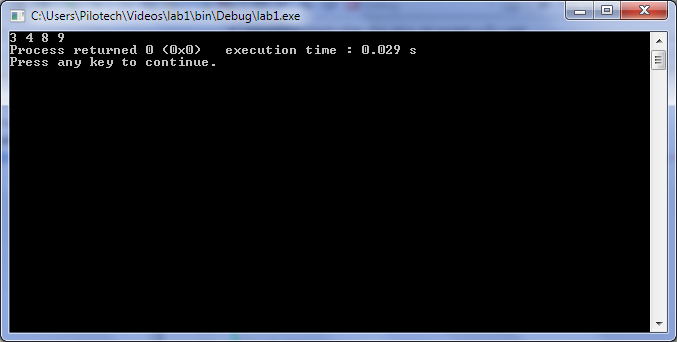 C:\Users\Pilotech\Videos\lab1\bin\Debug\lab1.exe
3 4 8 9
Process returned 0 (0x0)   execution time : 0.029 s
Press any key to continue.